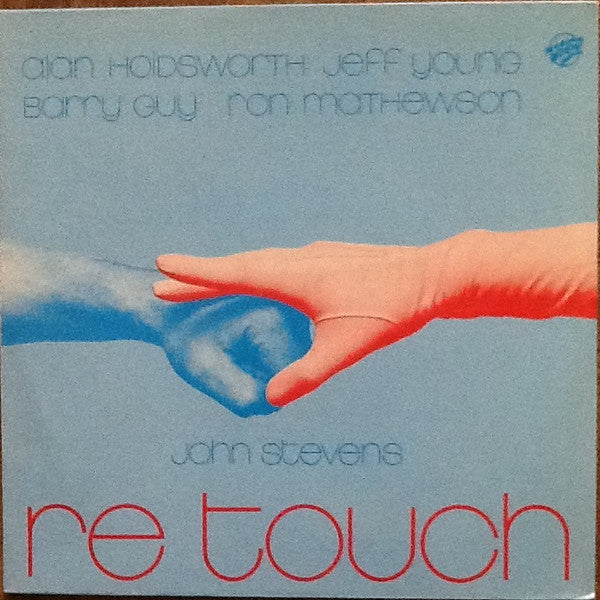 alan Holdsworth Jeff young
Barry Guy ron mathewson
John stevens
re touch